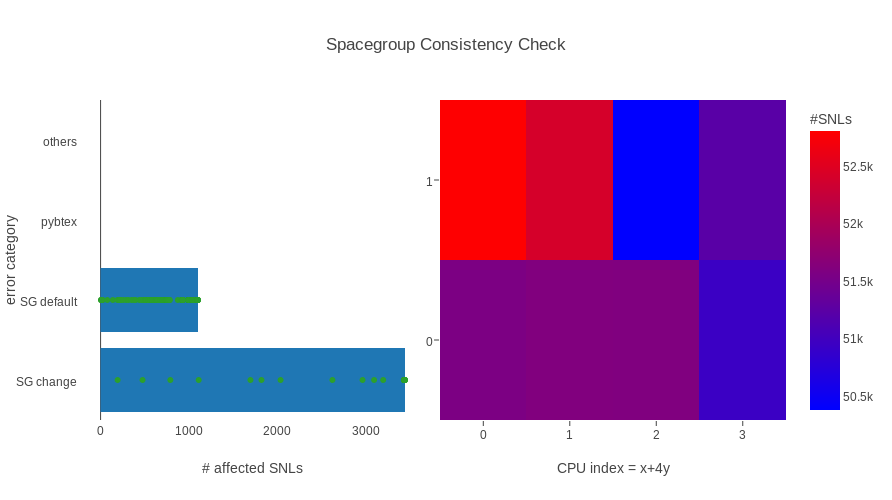 Spacegroup Consistency Check
error category
others
pybtex
SG default
SG change
0
1000
2000
3000
# affected SNLs
1
0
0
1
2
3
CPU index = x+4y
#SNLs
52.5k
52k
51.5k
51k
50.5k